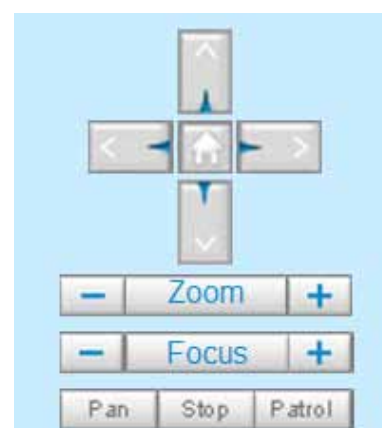 − Zoom +
− Focus +
Pan Stop Patrol